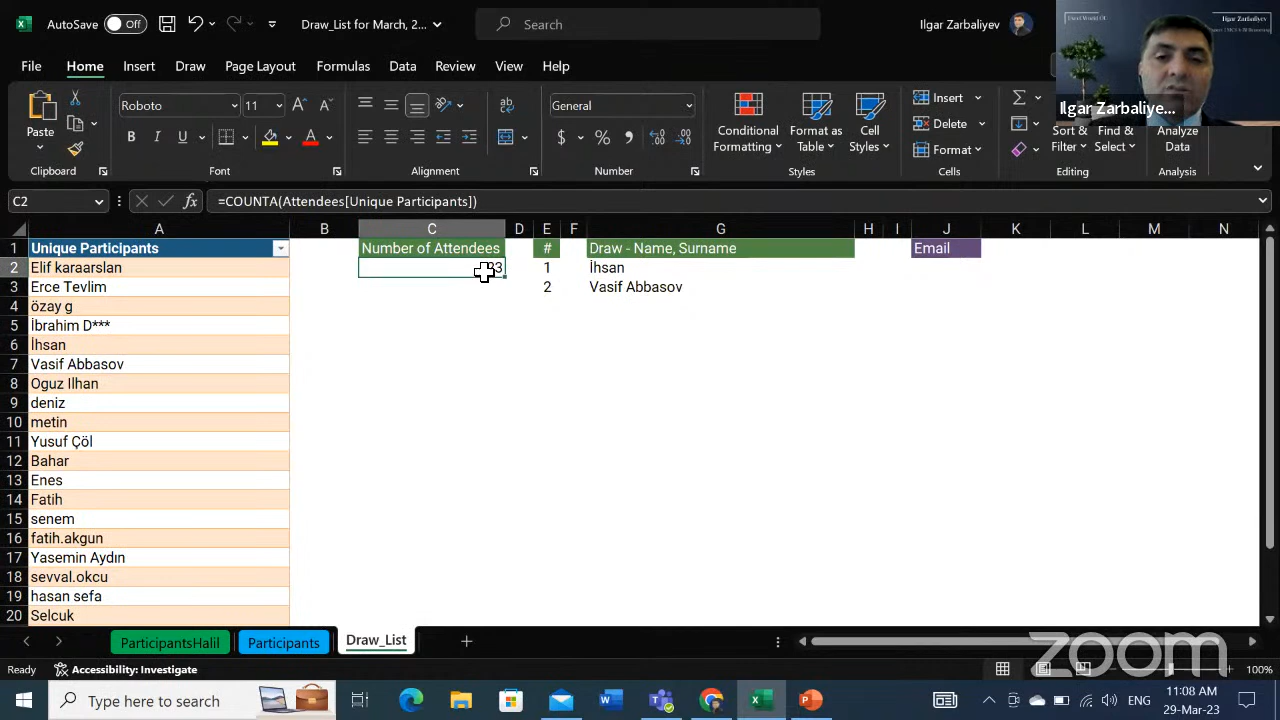 AutoSave Off Draw_List for March, 2... Search Ilgar Zarbaliyev
File Home Insert Draw Page Layout Formulas Data Review View Help
Paste Roboto 11 General Conditional Formatting Format as Table Cell Styles Insert Delete Format Sort & Filter Find & Select Analyze Data
Clipboard Font Alignment Number Styles Cells Editing Analysis
Ilgar Zarbaliye...
C2 fx =COUNTA(Attendees[Unique Participants])
A B C D E F G H I J K L M N
1 Unique Participants Number of Attendees # Draw - Name, Surname Email
2 Elif karaarslan 1 İhsan
3 Erce Tevlim 2 Vasif Abbasov
4 özay g
5 İbrahim D***
6 İhsan
7 Vasif Abbasov
8 Oguz Ilhan
9 deniz
10 metin
11 Yusuf Çöl
12 Bahar
13 Enes
14 Fatih
15 senem
16 fatih.akgun
17 Yasemin Aydın
18 sevval.okcu
19 hasan sefa
20 Selcuk
ParticipantsHalil Participants Draw_List
zoom
Ready Accessibility: Investigate 100%
Type here to search ENG 11:08 AM
29-Mar-23